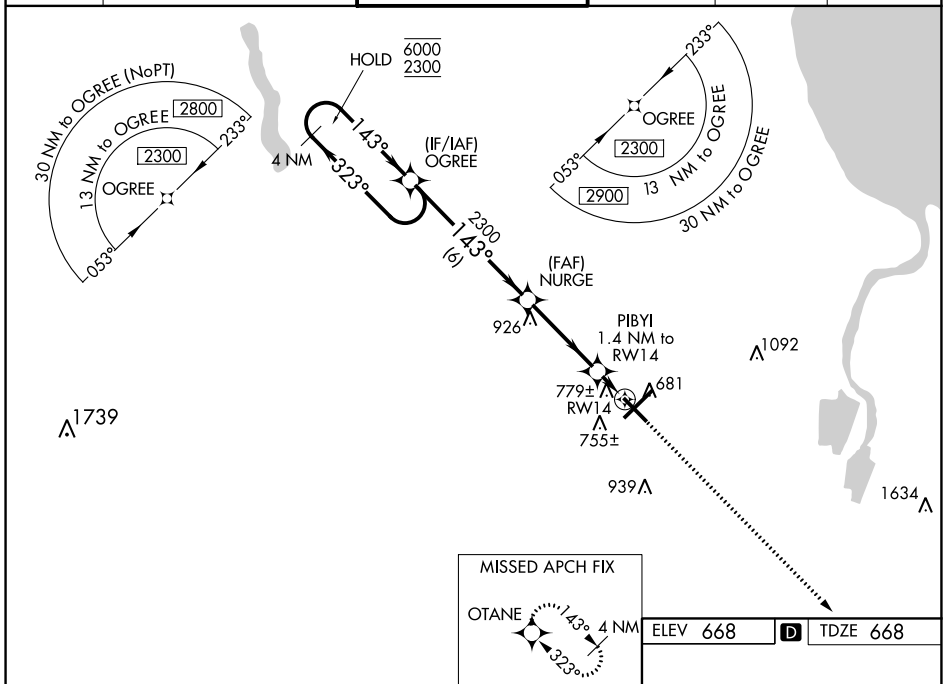 HOLD
6000
2300
30 NM to OGREE (NoPT)
2800
13 NM to OGREE
2300
OGREE
233°
053°
4 NM
143°
323°
(IF/IAF)
OGREE
2300
143°
(6)
233°
OGREE
2300
13 NM to OGREE
2900
053°
30 NM to OGREE
(FAF)
NURGE
926
PIBYI
1.4 NM to
RW14
1092
779±
681
RW14
755±
1739
939
1634
MISSED APCH FIX
OTANE
143°
4 NM
323°
ELEV 668
D
TDZE 668